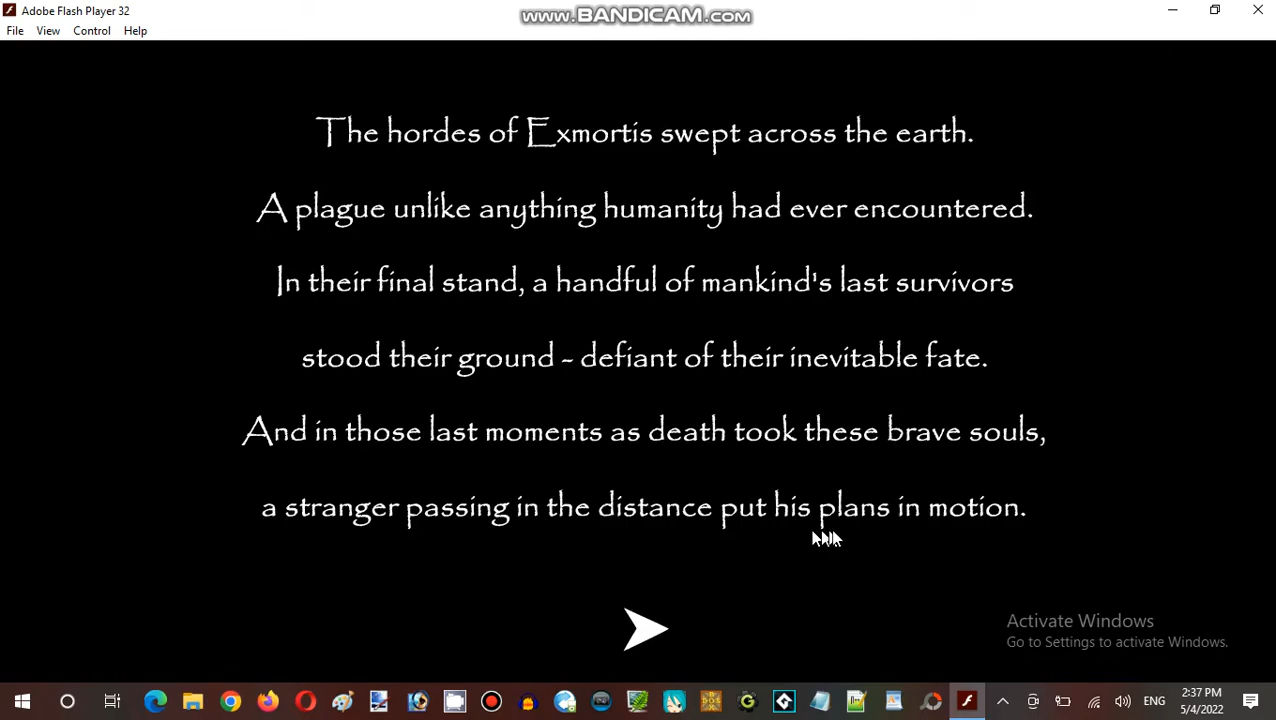 Adobe Flash Player 32
www.BANDICAM.com
File View Control Help
The hordes of Exmortis swept across the earth.
A plague unlike anything humanity had ever encountered.
In their final stand, a handful of mankind's last survivors
stood their ground - defiant of their inevitable fate.
And in those last moments as death took these brave souls,
a stranger passing in the distance put his plans in motion.
Activate Windows
Go to Settings to activate Windows.
ENG
2:37 PM
5/4/2022